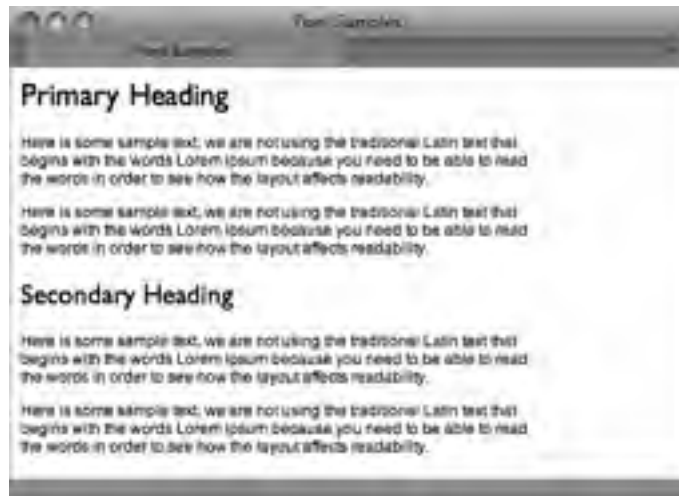 Primary Heading
Here is some sample text, we are not using the traditional Latin text that
begins with the words Lorem Ipsum because you need to be able to read
the words in order to see how the layout affects readability.
Here is some sample text, we are not using the traditional Latin text that
begins with the words Lorem Ipsum because you need to be able to read
the words in order to see how the layout affects readability.
Secondary Heading
Here is some sample text, we are not using the traditional Latin text that
begins with the words Lorem Ipsum because you need to be able to read
the words in order to see how the layout affects readability.
Here is some sample text, we are not using the traditional Latin text that
begins with the words Lorem Ipsum because you need to be able to read
the words in order to see how the layout affects readability.